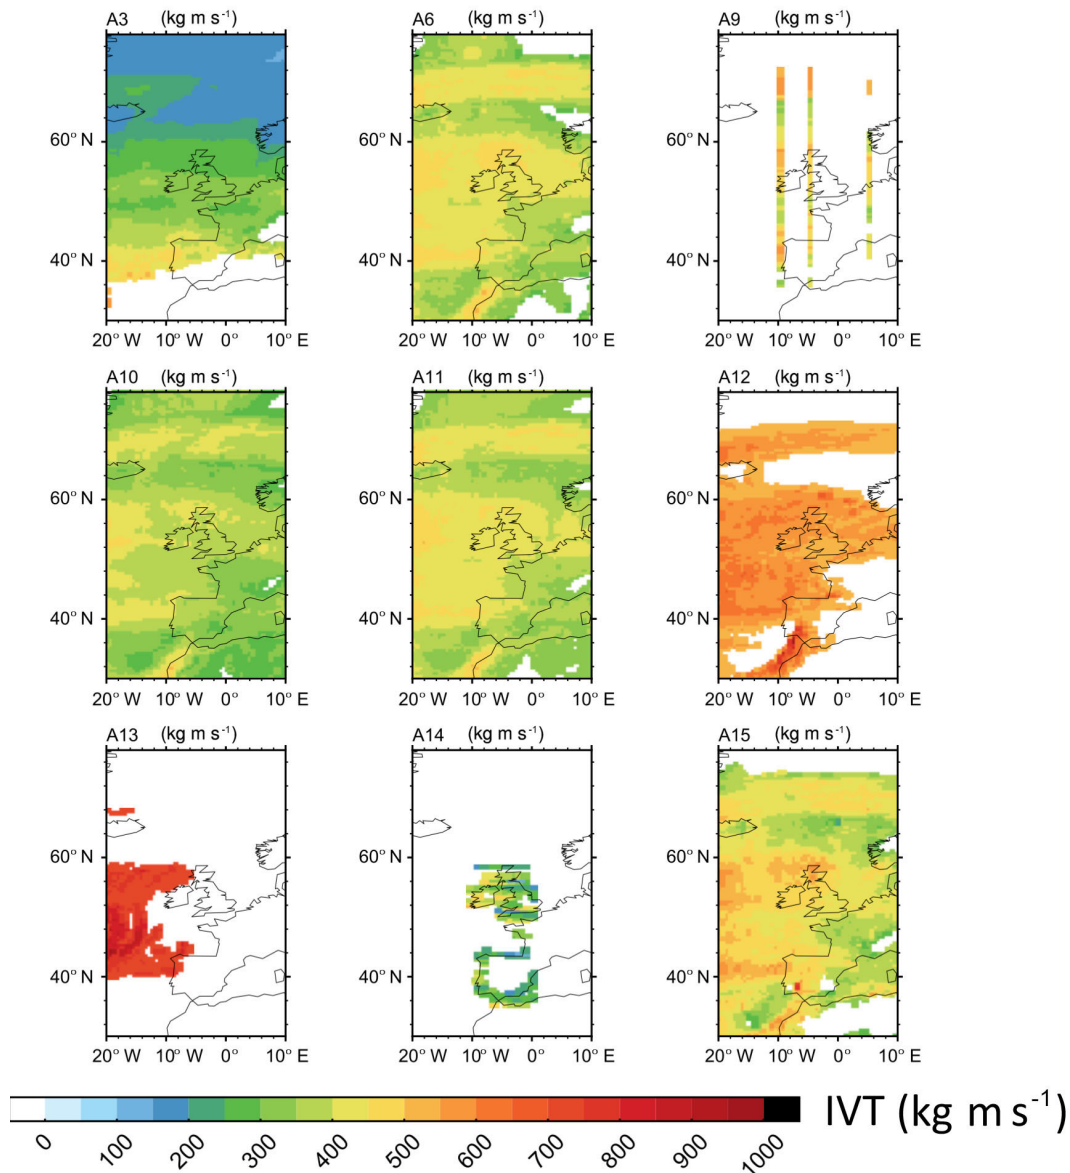 A3 (kg m s⁻¹) A6 (kg m s⁻¹) A9 (kg m s⁻¹)
60° N 60° N 60° N
40° N 40° N 40° N
20° W 10° W 0° 10° E 20° W 10° W 0° 10° E 20° W 10° W 0° 10° E
A10 (kg m s⁻¹) A11 (kg m s⁻¹) A12 (kg m s⁻¹)
60° N 60° N 60° N
40° N 40° N 40° N
20° W 10° W 0° 10° E 20° W 10° W 0° 10° E 20° W 10° W 0° 10° E
A13 (kg m s⁻¹) A14 (kg m s⁻¹) A15 (kg m s⁻¹)
60° N 60° N 60° N
40° N 40° N 40° N
20° W 10° W 0° 10° E 20° W 10° W 0° 10° E 20° W 10° W 0° 10° E
IVT (kg m s⁻¹)
0 100 200 300 400 500 600 700 800 900 1000